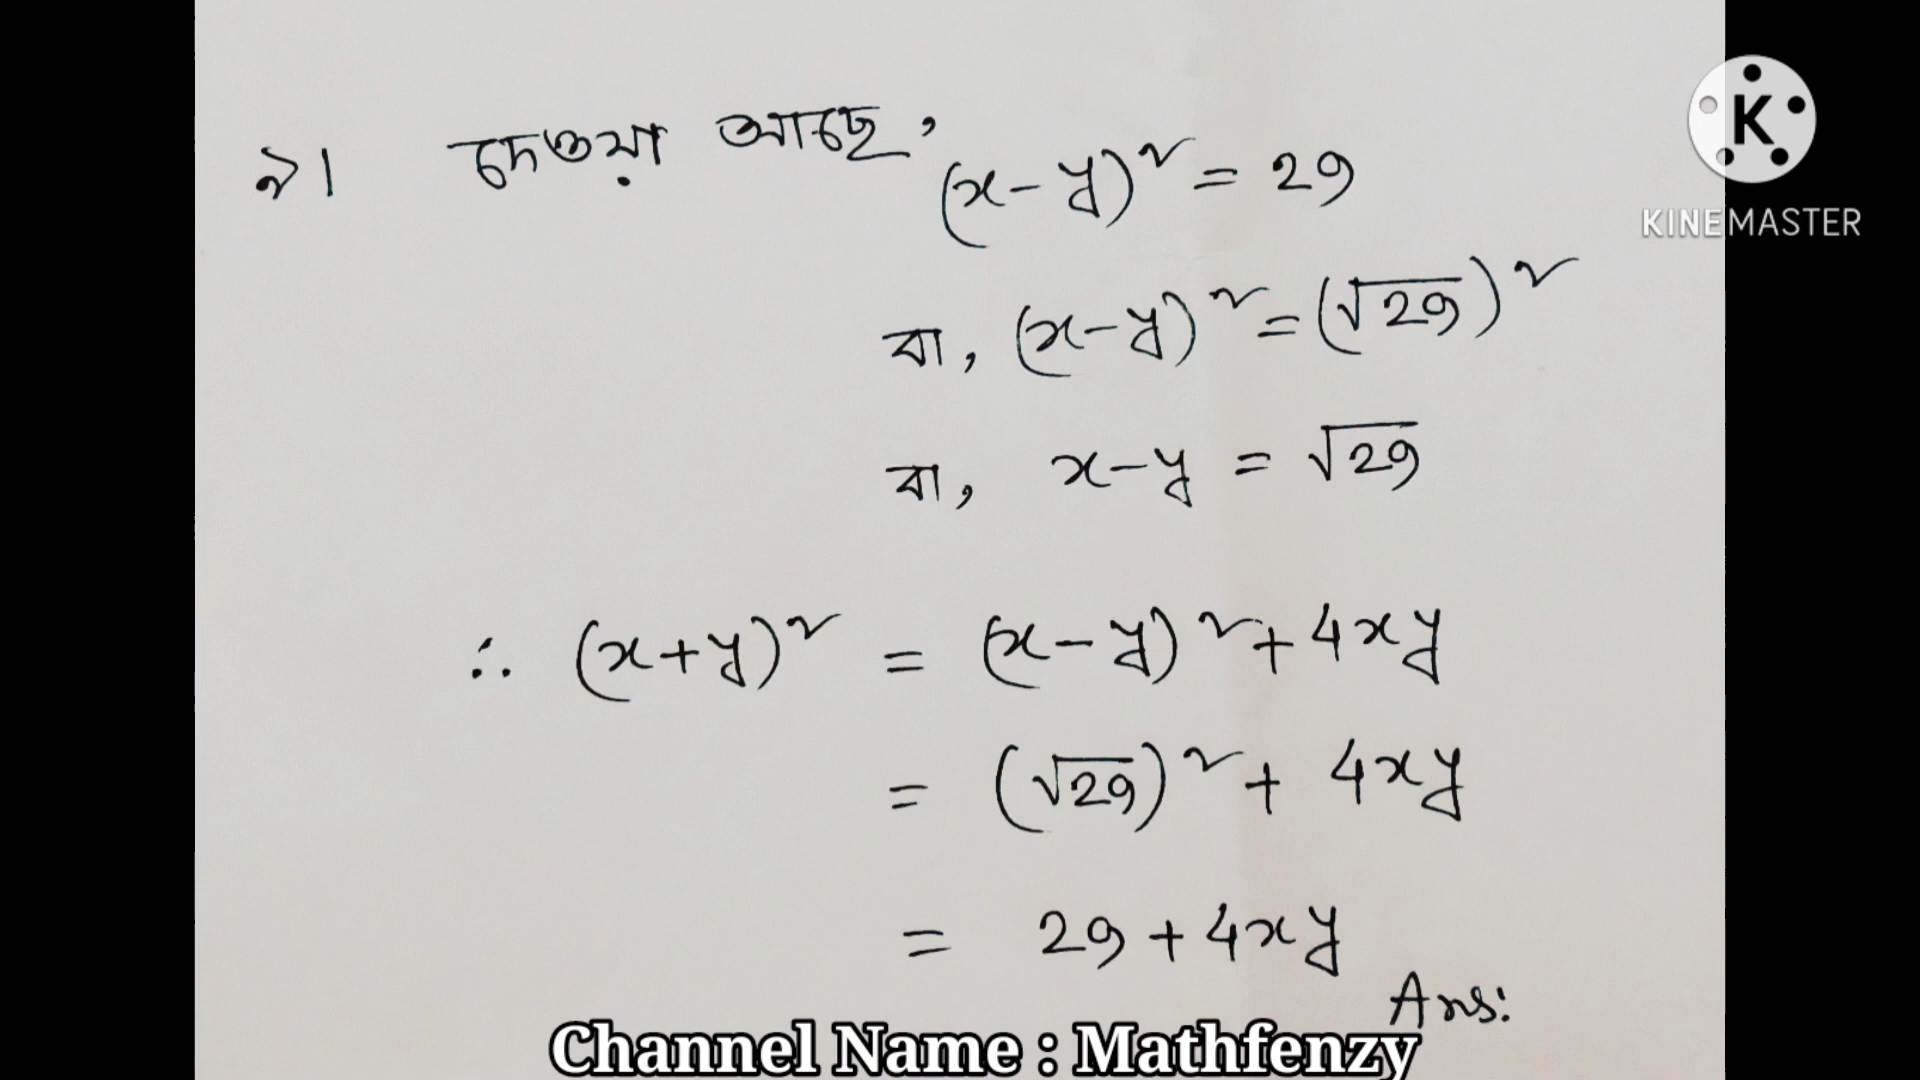 ২। দেওয়া আছে, (x-y)² = 29
বা, (x-y)² = (√29)²
বা, x-y = √29
∴ (x+y)² = (x-y)² + 4xy
= (√29)² + 4xy
= 29 + 4xy
Ans:
K
KINEMASTER
Channel Name : Mathfenzy